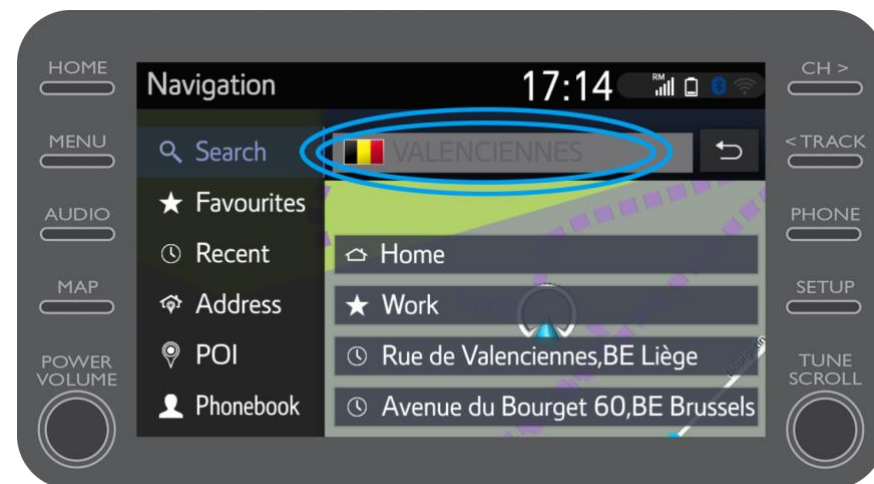 HOME
MENU
AUDIO
MAP
POWER
VOLUME
Navigation
17:14
RM
Search
VALENCIENNES
Favourites
Recent
Home
Address
Work
POI
Rue de Valenciennes,BE Liège
Phonebook
Avenue du Bourget 60,BE Brussels
CH >
< TRACK
PHONE
SETUP
TUNE
SCROLL